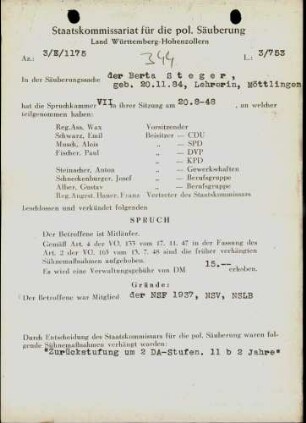 Staatskommissariat für die pol. Säuberung
Land Württemberg-Hohenzollern
Az.: 3/E/1175 344 L./753
In der Säuberungssache der Berta Steger,
geb. 20.11.84, Lehrerin, Möttlingen
hat die Spruchkammer VII in ihrer Sitzung am 20.8-48 , an welcher
teilgenommen haben:
Reg.Ass. Wax Vorsitzender
Schwarz, Emil Beisitzer — CDU
Musch, Alois „ — SPD
Fischer, Paul „ — DVP
„ — KPD
Steimacher, Anton „ — Gewerkschaften
Schneckenburger, Josef „ — Berufsgruppe
Alber, Gustav „ — Berufsgruppe
Reg.Angest. Bauer, Franz Vertreter des Staatskommissars
beschlossen und verkündet folgenden
SPRUCH
Der Betroffene ist Mitläufer.
Gemäß Art. 4 der VO. 133 vom 17. 11. 47 in der Fassung des
Art. 2 der VO. 165 vom 13. 7. 48 sind die früher verhängten
Sühnemaßnahmen aufgehoben.
Es wird eine Verwaltungsgebühr von DM 15.-- erhoben.
Gründe:
Der Betroffene war Mitglied der NSF 1937, NSV, NSLB
Durch Entscheidung des Staatskommissars für die pol. Säuberung waren fol-
gende Sühnemaßnahmen verhängt worden:
"Zurückstufung um 2 DA-Stufen. 11 b 2 Jahre"